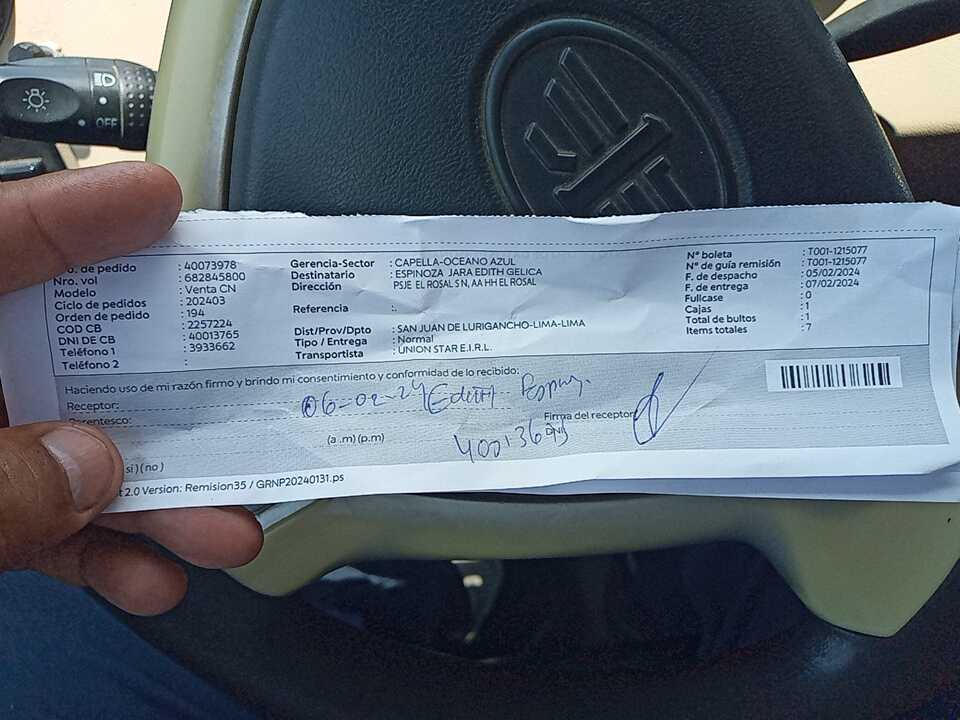 OFF
o. de pedido : 40073978
Nro. vol : 682845800
Modelo : Venta CN
Ciclo de pedidos : 202403
Orden de pedido : 194
COD CB : 2257224
DNI DE CB : 40013765
Teléfono 1 : 3933662
Teléfono 2 :
Gerencia-Sector : CAPELLA-OCEANO AZUL
Destinatario : ESPINOZA JARA EDITH GELICA
Dirección PSJE EL ROSAL S N, AA HH EL ROSAL
Referencia :
Dist/Prov/Dpto : SAN JUAN DE LURIGANCHO-LIMA-LIMA
Tipo / Entrega : Normal
Transportista : UNION STAR E.I.R.L.
N° boleta : T001-1215077
N° de guía remisión : T001-1215077
F. de despacho : 05/02/2024
F. de entrega : 07/02/2024
Fullcase : 0
Cajas : 1
Total de bultos : 1
Items totales : 7
Haciendo uso de mi razón firmo y brindo mi consentimiento y conformidad de lo recibido:
Receptor: 06-02-24 Edith
Parentesco:
Firma del receptor
(a .m) (p.m)
DNI
si ) ( no )
t 2.0 Version: Remision35 / GRNP20240131.ps